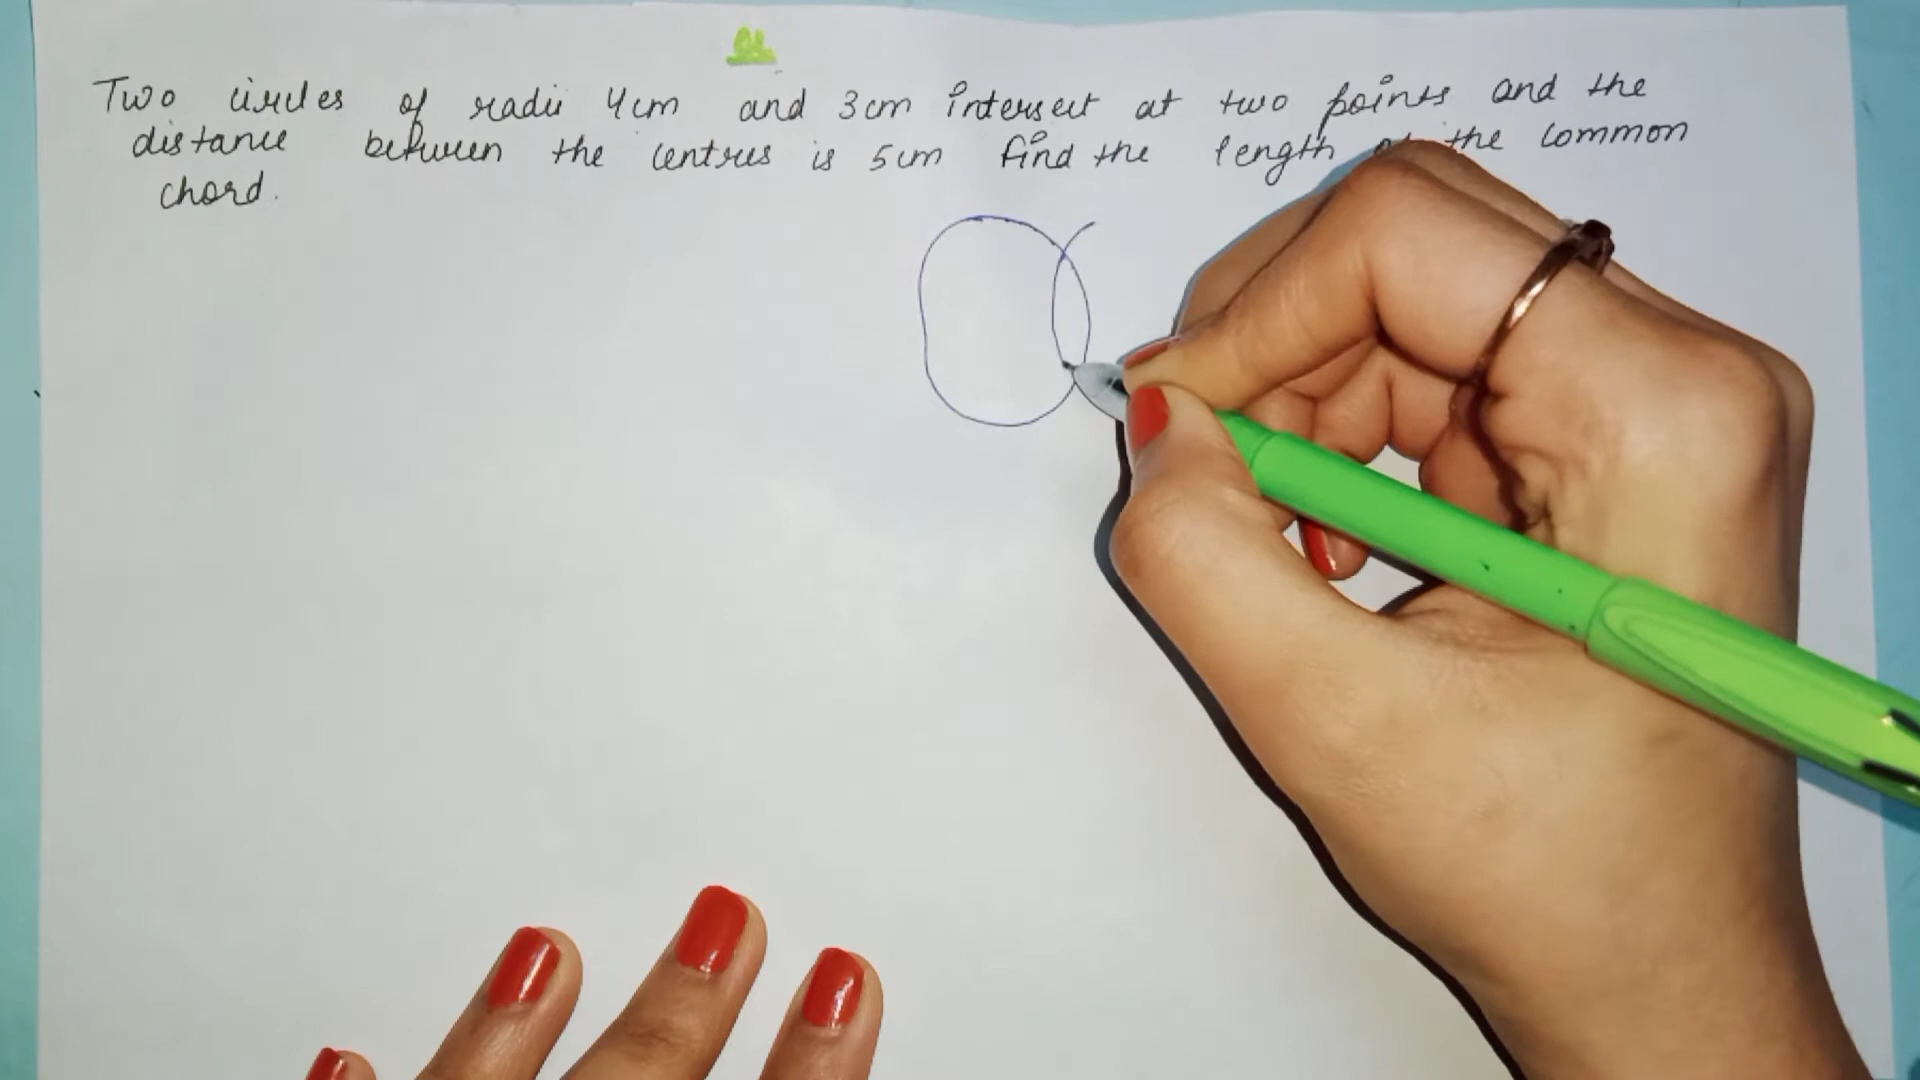 Two circles of radii 4cm and 3cm intersect at two points and the
distance between the centres is 5cm find the length of the common
chord.